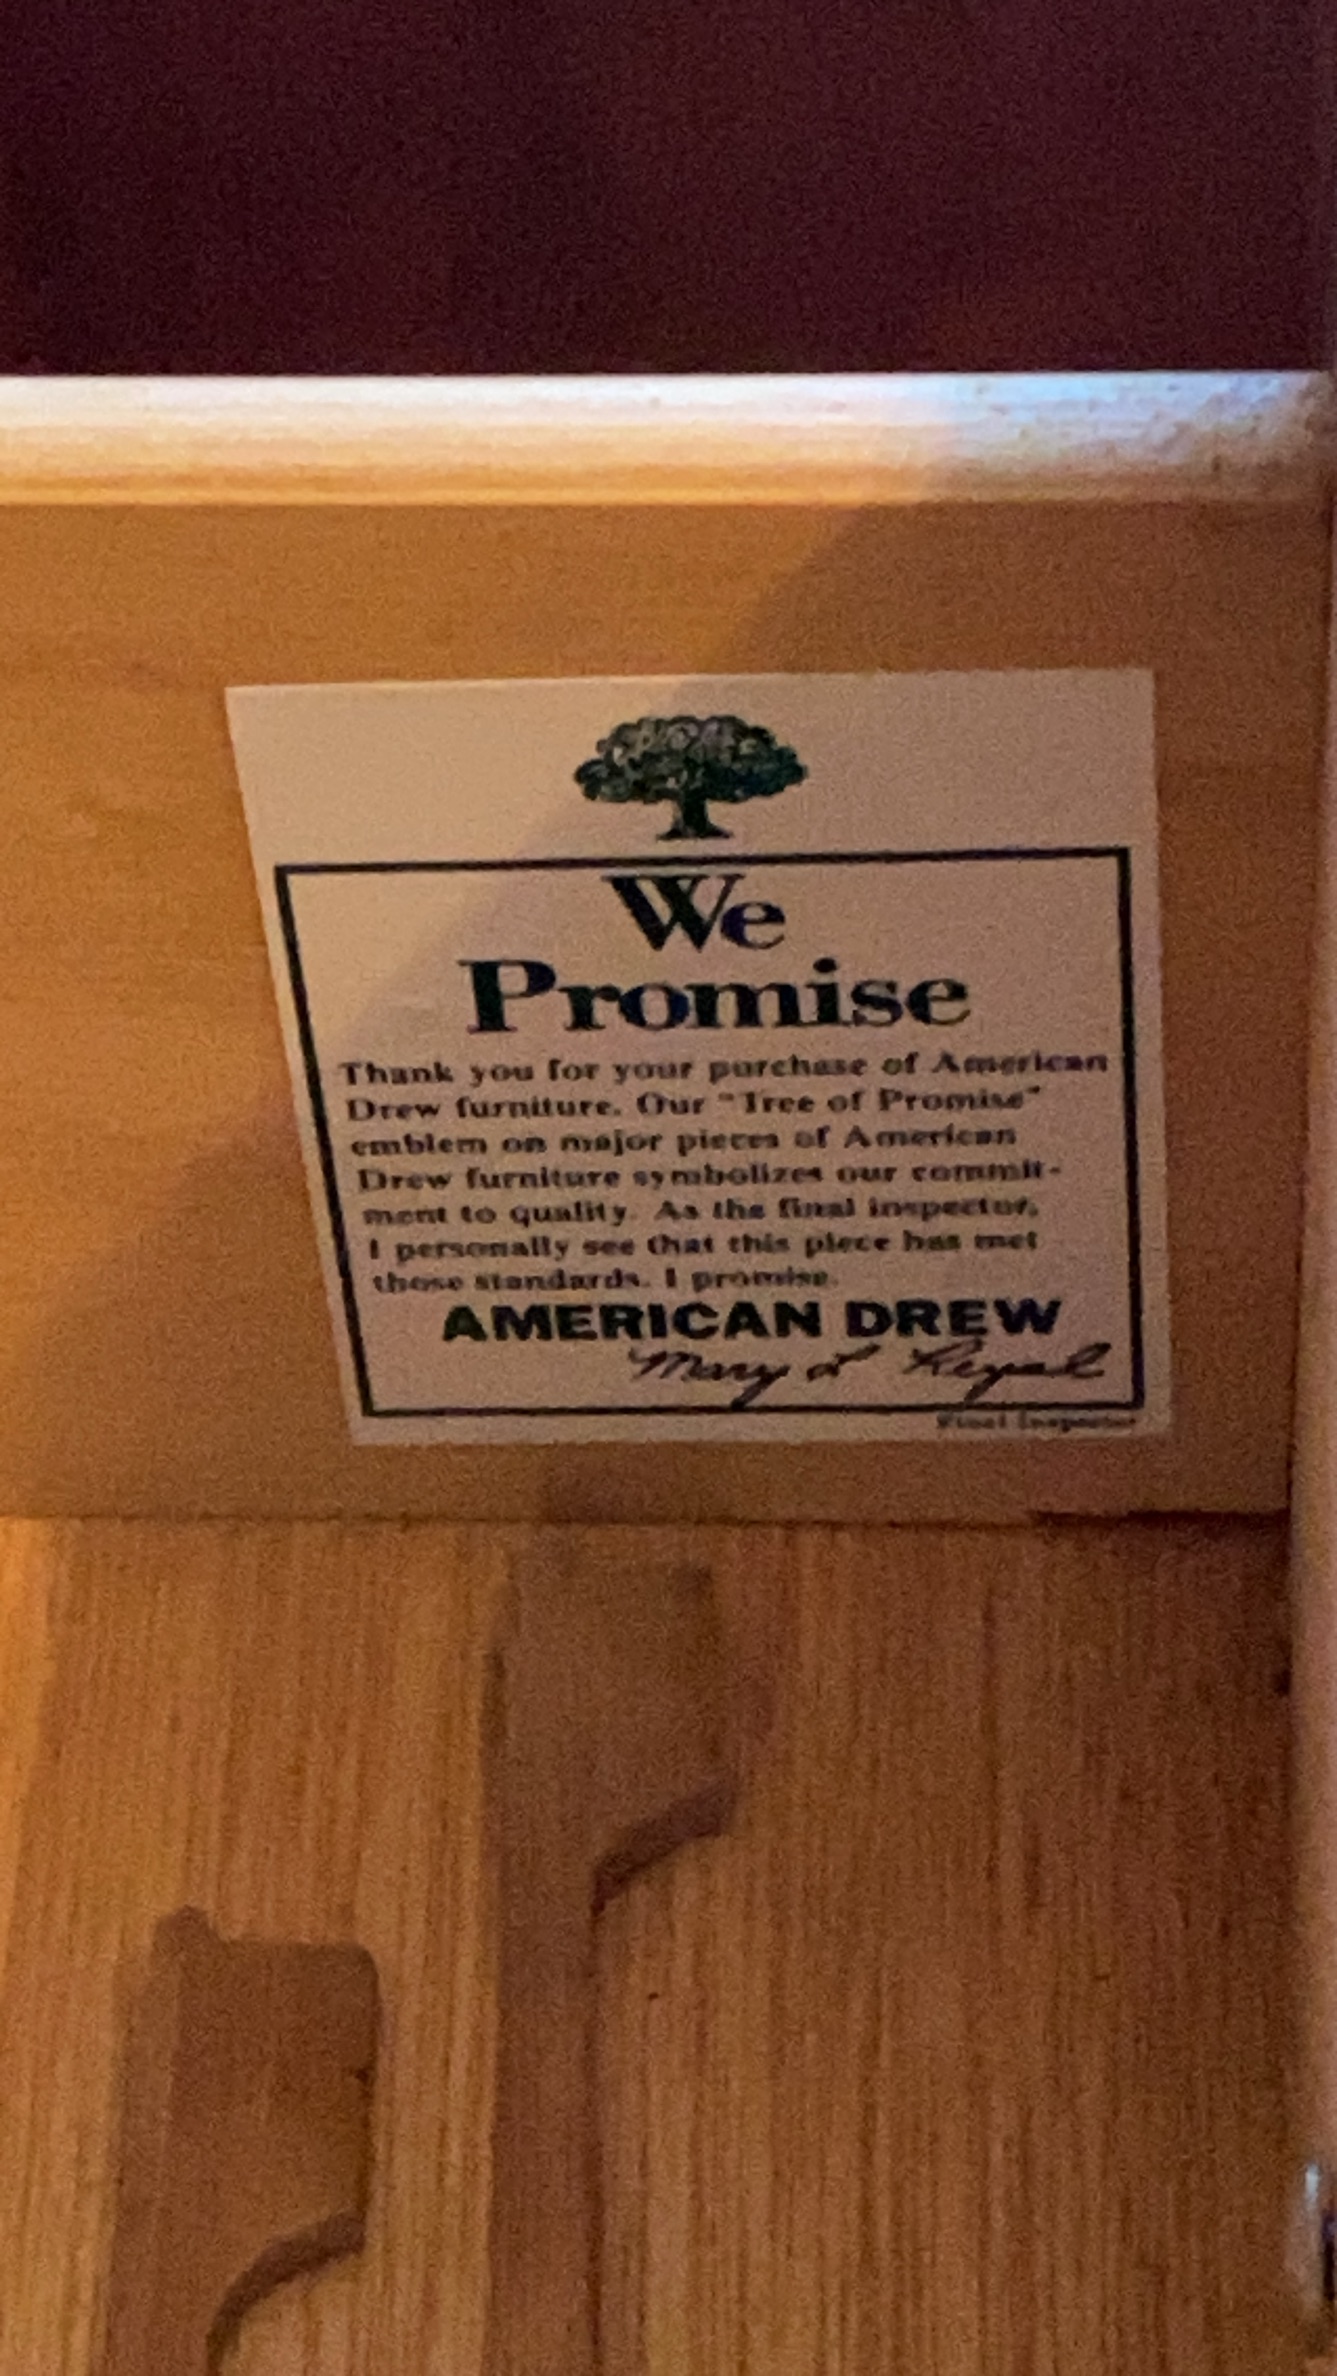 We
Promise
Thank you for your purchase of American
Drew furniture. Our "Tree of Promise"
emblem on major pieces of American
Drew furniture symbolizes our commit-
ment to quality. As the final inspector,
I personally see that this piece has met
those standards. I promise.
AMERICAN DREW
Mary L
Final Inspector